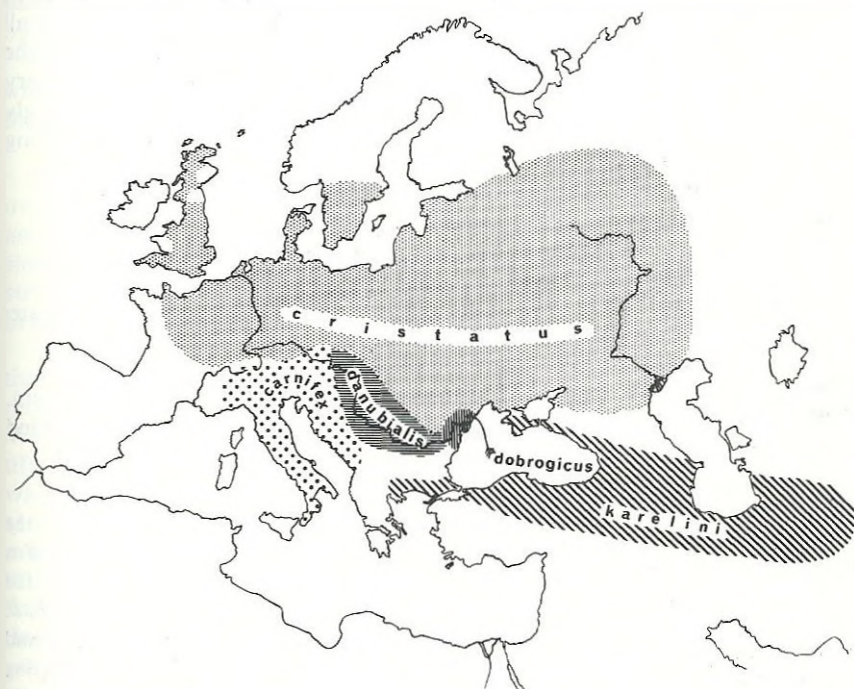 cristatus
carnifex
danubialis
dobrogicus
karelini